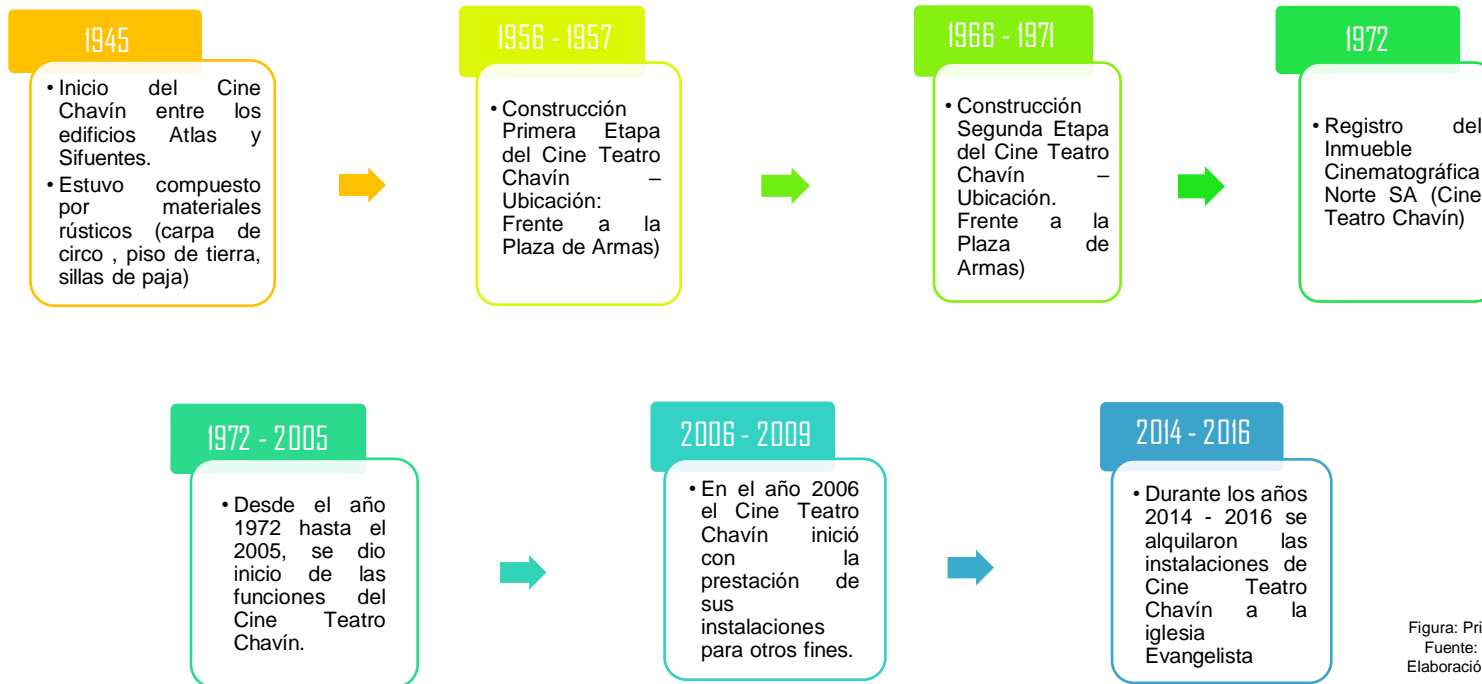 1945
• Inicio del Cine
Chavín entre los
edificios Atlas y
Sifuentes.
• Estuvo compuesto
por materiales
rústicos (carpa de
circo , piso de tierra,
sillas de paja)
1956 - 1957
• Construcción
Primera Etapa
del Cine Teatro
Chavín –
Ubicación:
Frente a la
Plaza de Armas)
1966 - 1971
• Construcción
Segunda Etapa
del Cine Teatro
Chavín –
Ubicación.
Frente a la
Plaza de
Armas)
1972
• Registro del
Inmueble
Cinematográfica
Norte SA (Cine
Teatro Chavín)
1972 - 2005
• Desde el año
1972 hasta el
2005, se dio
inicio de las
funciones del
Cine Teatro
Chavín.
2006 - 2009
• En el año 2006
el Cine Teatro
Chavín inició
con la
prestación de
sus
instalaciones
para otros fines.
2014 - 2016
• Durante los años
2014 - 2016 se
alquilaron las
instalaciones de
Cine Teatro
Chavín a la
iglesia
Evangelista
Figura: Pri
Fuente:
Elaboració